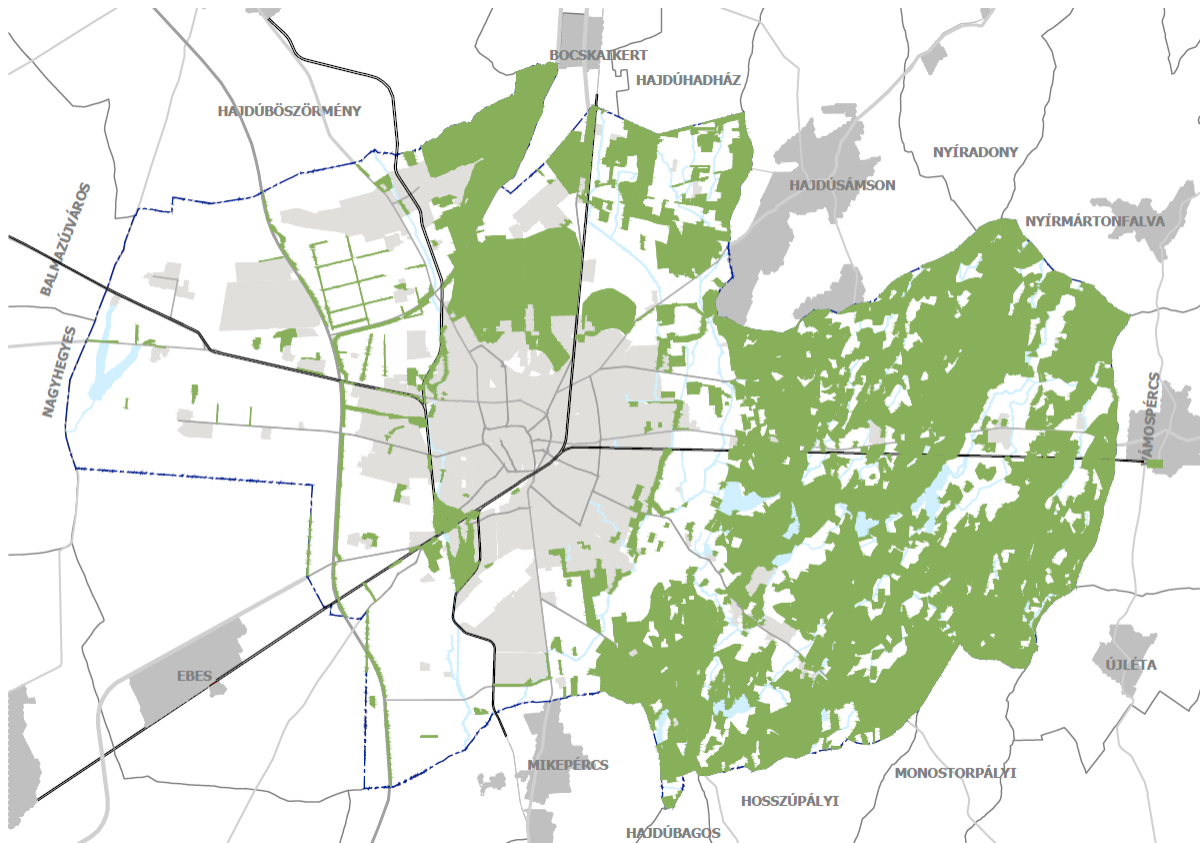 BOCSKAIKERT
HAJDÚHADHÁZ
HAJDÚBÖSZÖRMÉNY
NYÍRADONY
HAJDÚSÁMSON
NYÍRMÁRTONFALVA
BALMAZÚJVÁROS
NAGYHEGYES
VÁMOSPÉRCS
EBES
ÚJLÉTA
MIKEPÉRCS
MONOSTORPÁLYI
HOSSZÚPÁLYI
HAJDÚBAGOS